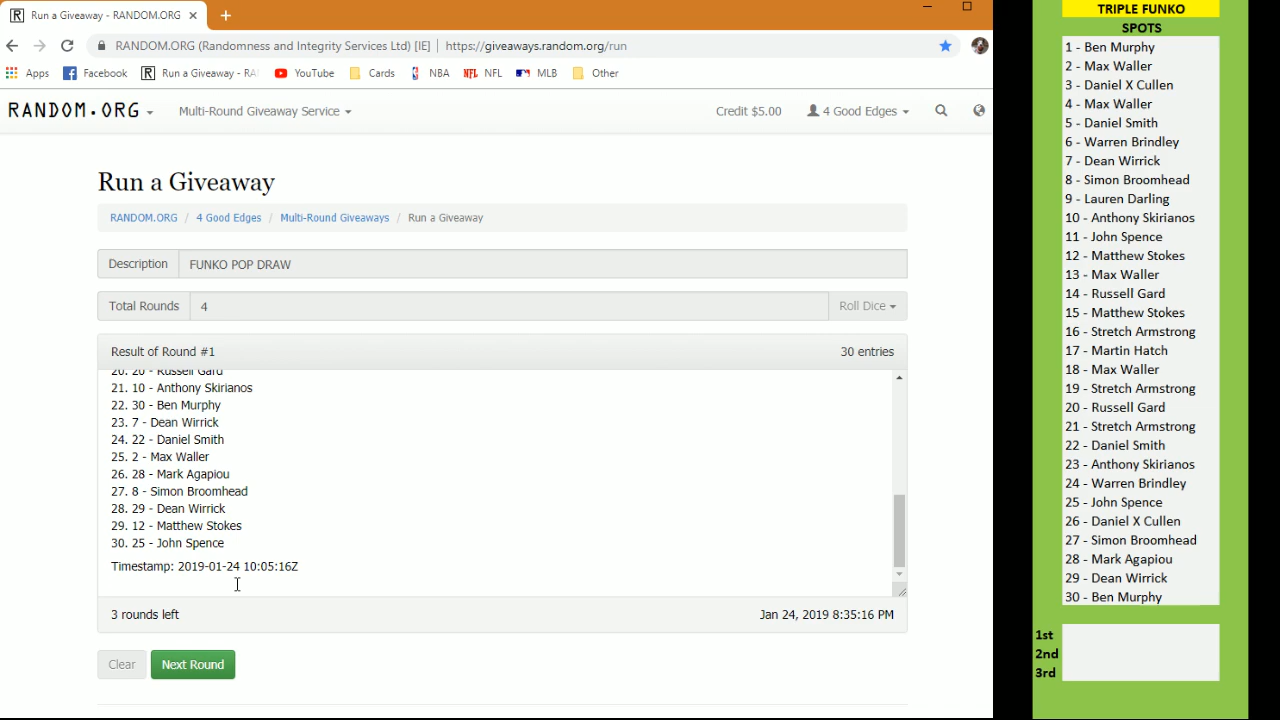 Run a Giveaway - RANDOM.ORG
RANDOM.ORG (Randomness and Integrity Services Ltd) [IE] | https://giveaways.random.org/run
Apps Facebook Run a Giveaway - RA YouTube Cards NBA NFL MLB Other
RANDOM.ORG Multi-Round Giveaway Service Credit $5.00 4 Good Edges
Run a Giveaway
RANDOM.ORG / 4 Good Edges / Multi-Round Giveaways / Run a Giveaway
Description FUNKO POP DRAW
Total Rounds 4 Roll Dice
Result of Round #1 30 entries
20. 20 - Russell Gard
21. 10 - Anthony Skirianos
22. 30 - Ben Murphy
23. 7 - Dean Wirrick
24. 22 - Daniel Smith
25. 2 - Max Waller
26. 28 - Mark Agapiou
27. 8 - Simon Broomhead
28. 29 - Dean Wirrick
29. 12 - Matthew Stokes
30. 25 - John Spence
Timestamp: 2019-01-24 10:05:16Z
3 rounds left Jan 24, 2019 8:35:16 PM
Clear Next Round
TRIPLE FUNKO
SPOTS
1 - Ben Murphy
2 - Max Waller
3 - Daniel X Cullen
4 - Max Waller
5 - Daniel Smith
6 - Warren Brindley
7 - Dean Wirrick
8 - Simon Broomhead
9 - Lauren Darling
10 - Anthony Skirianos
11 - John Spence
12 - Matthew Stokes
13 - Max Waller
14 - Russell Gard
15 - Matthew Stokes
16 - Stretch Armstrong
17 - Martin Hatch
18 - Max Waller
19 - Stretch Armstrong
20 - Russell Gard
21 - Stretch Armstrong
22 - Daniel Smith
23 - Anthony Skirianos
24 - Warren Brindley
25 - John Spence
26 - Daniel X Cullen
27 - Simon Broomhead
28 - Mark Agapiou
29 - Dean Wirrick
30 - Ben Murphy
1st
2nd
3rd